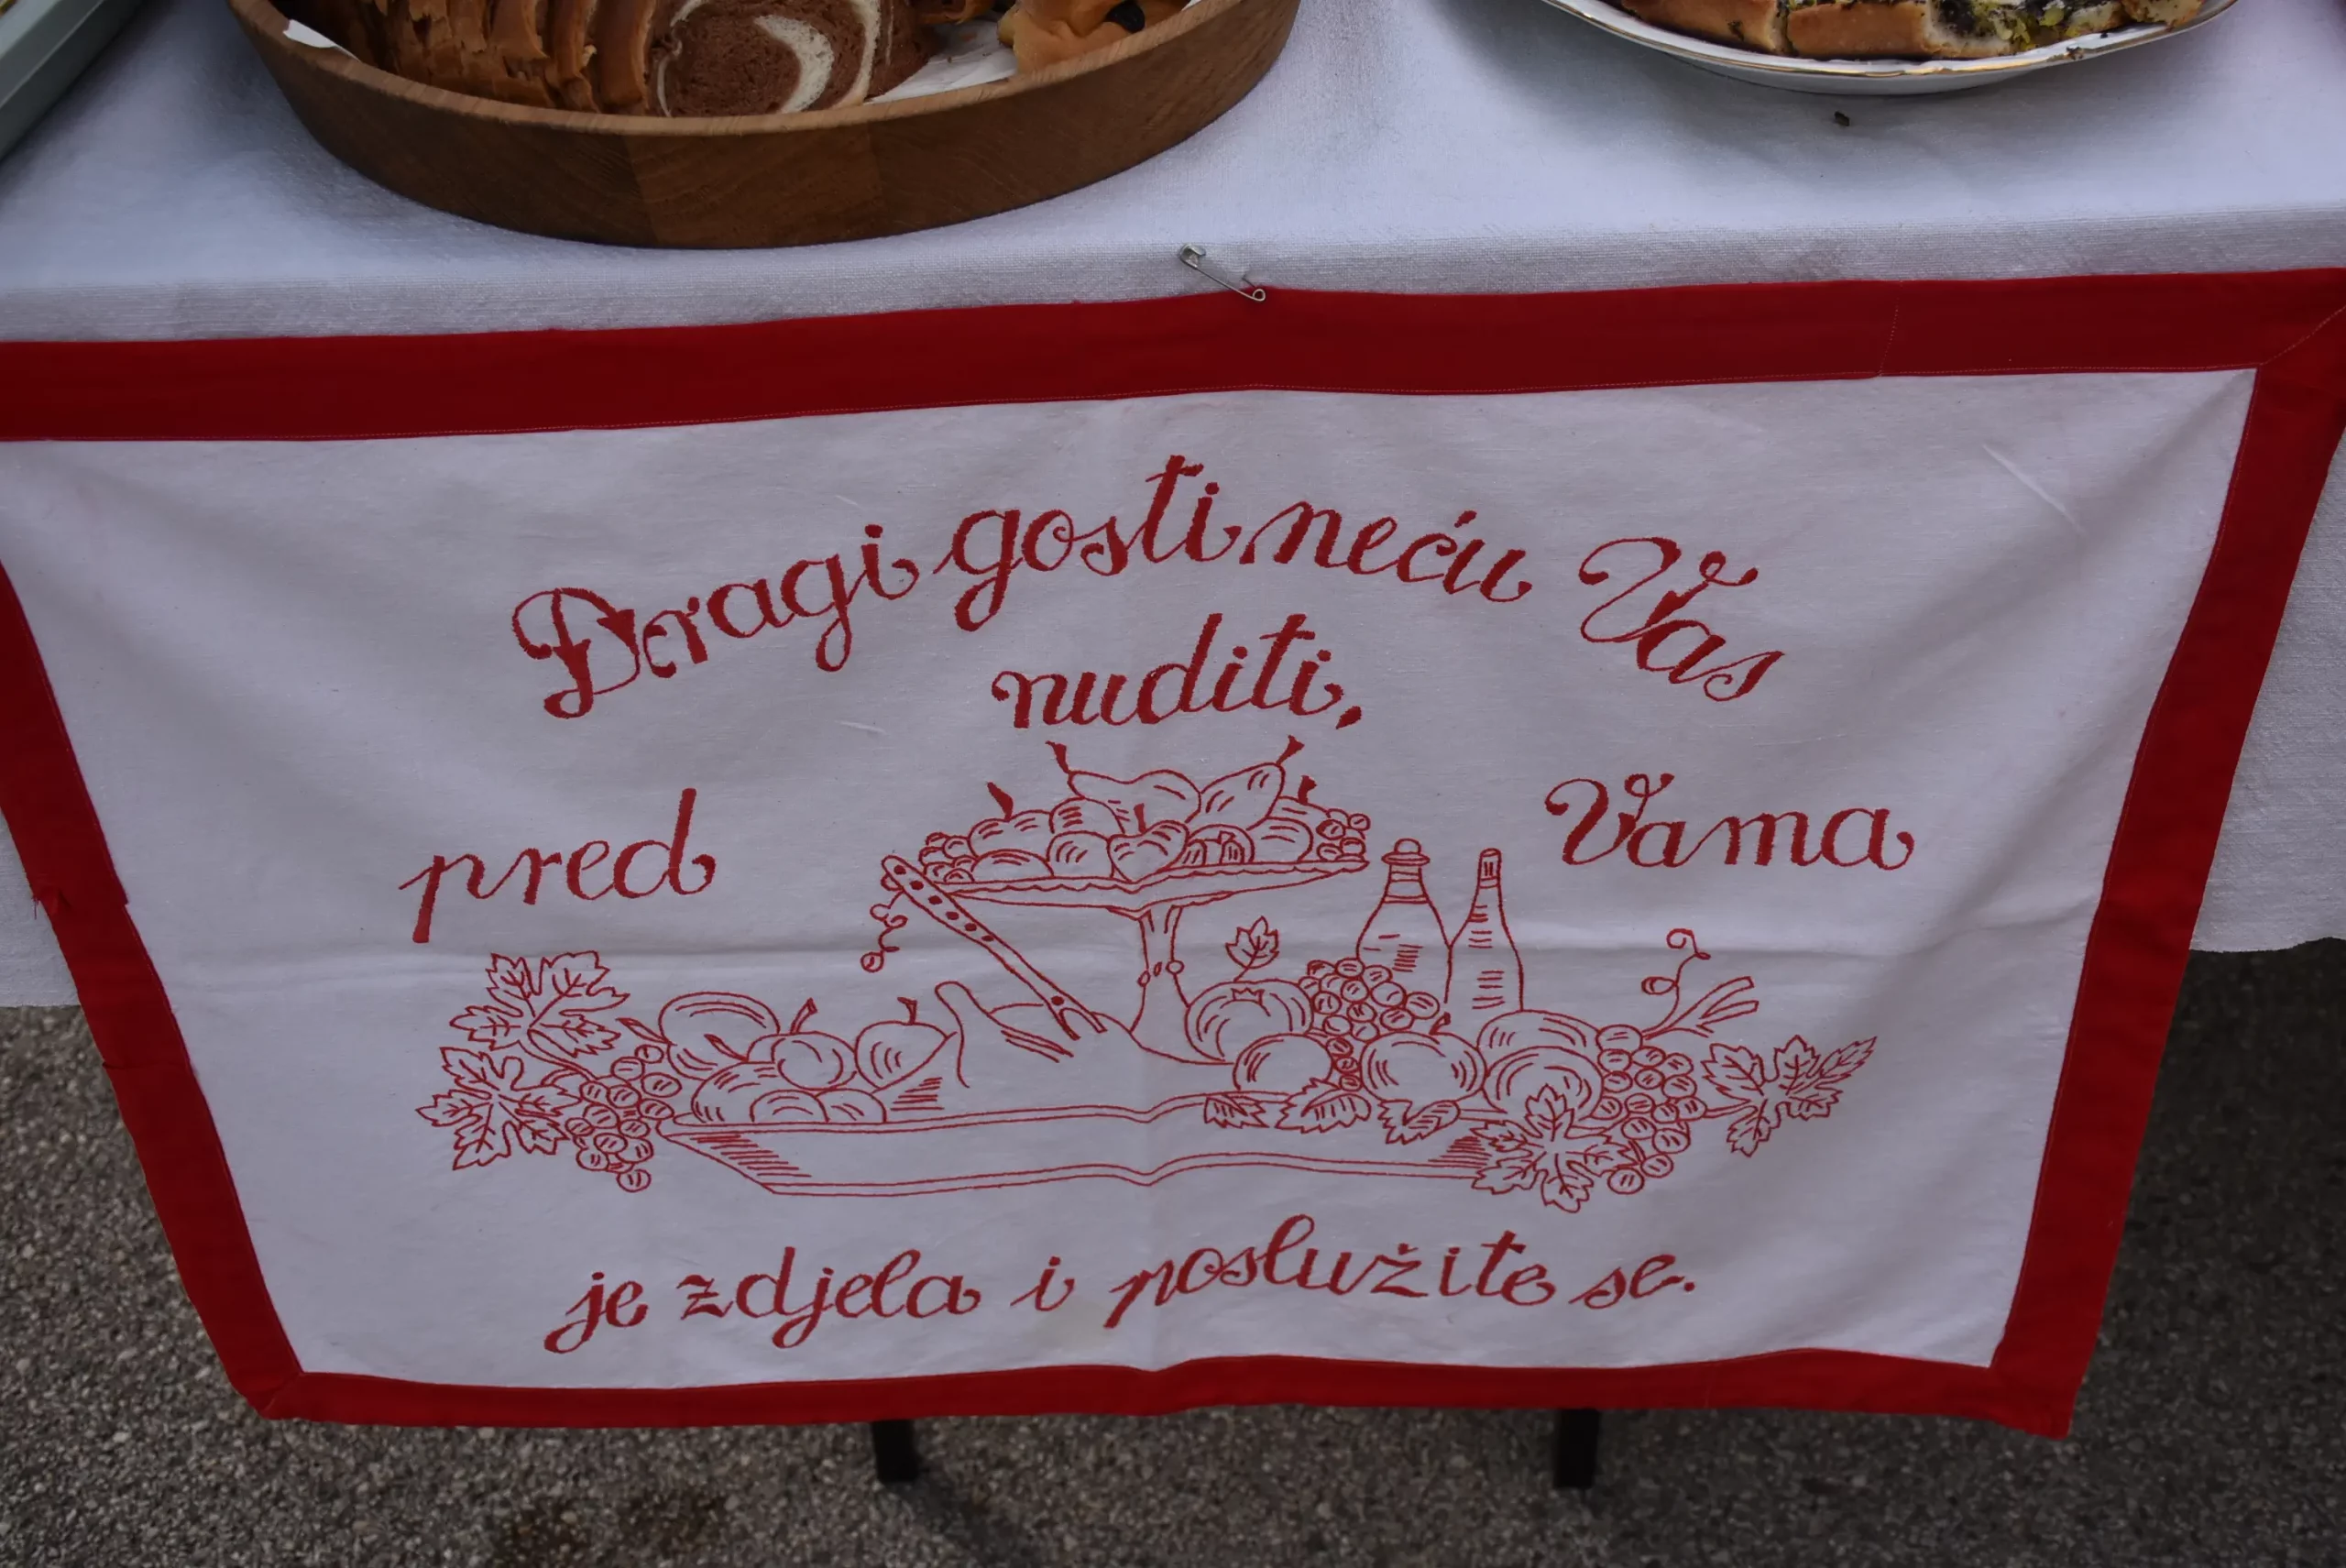 Dragi gosti neću Vas
nuditi,
pred Vama
je zdjela i poslužite se.